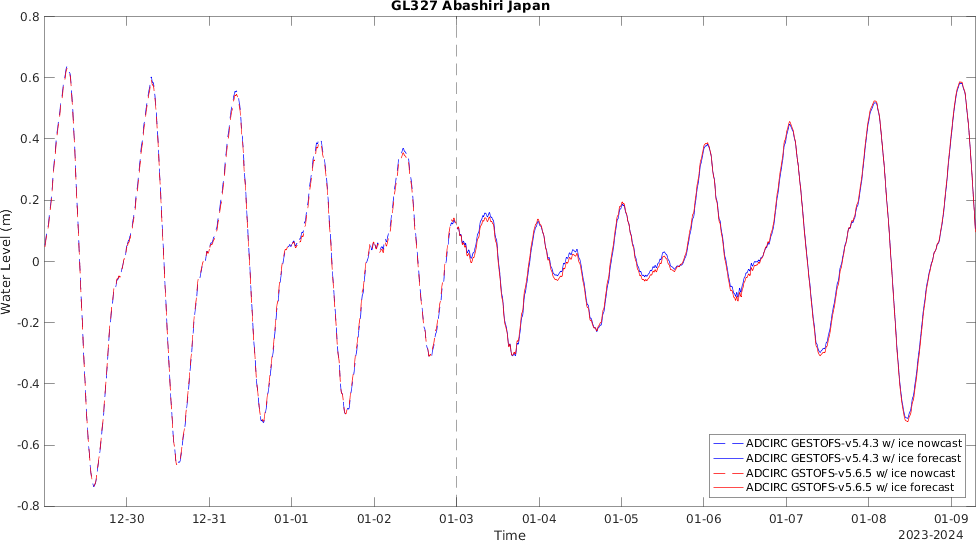 GL327 Abashiri Japan
Water Level (m)
0.8
0.6
0.4
0.2
0
-0.2
-0.4
-0.6
-0.8
ADCIRC GESTOFS-v5.4.3 w/ ice nowcast
ADCIRC GESTOFS-v5.4.3 w/ ice forecast
ADCIRC GSTOFS-v5.6.5 w/ ice nowcast
ADCIRC GSTOFS-v5.6.5 w/ ice forecast
12-30 12-31 01-01 01-02 01-03 01-04 01-05 01-06 01-07 01-08 01-09
Time
2023-2024